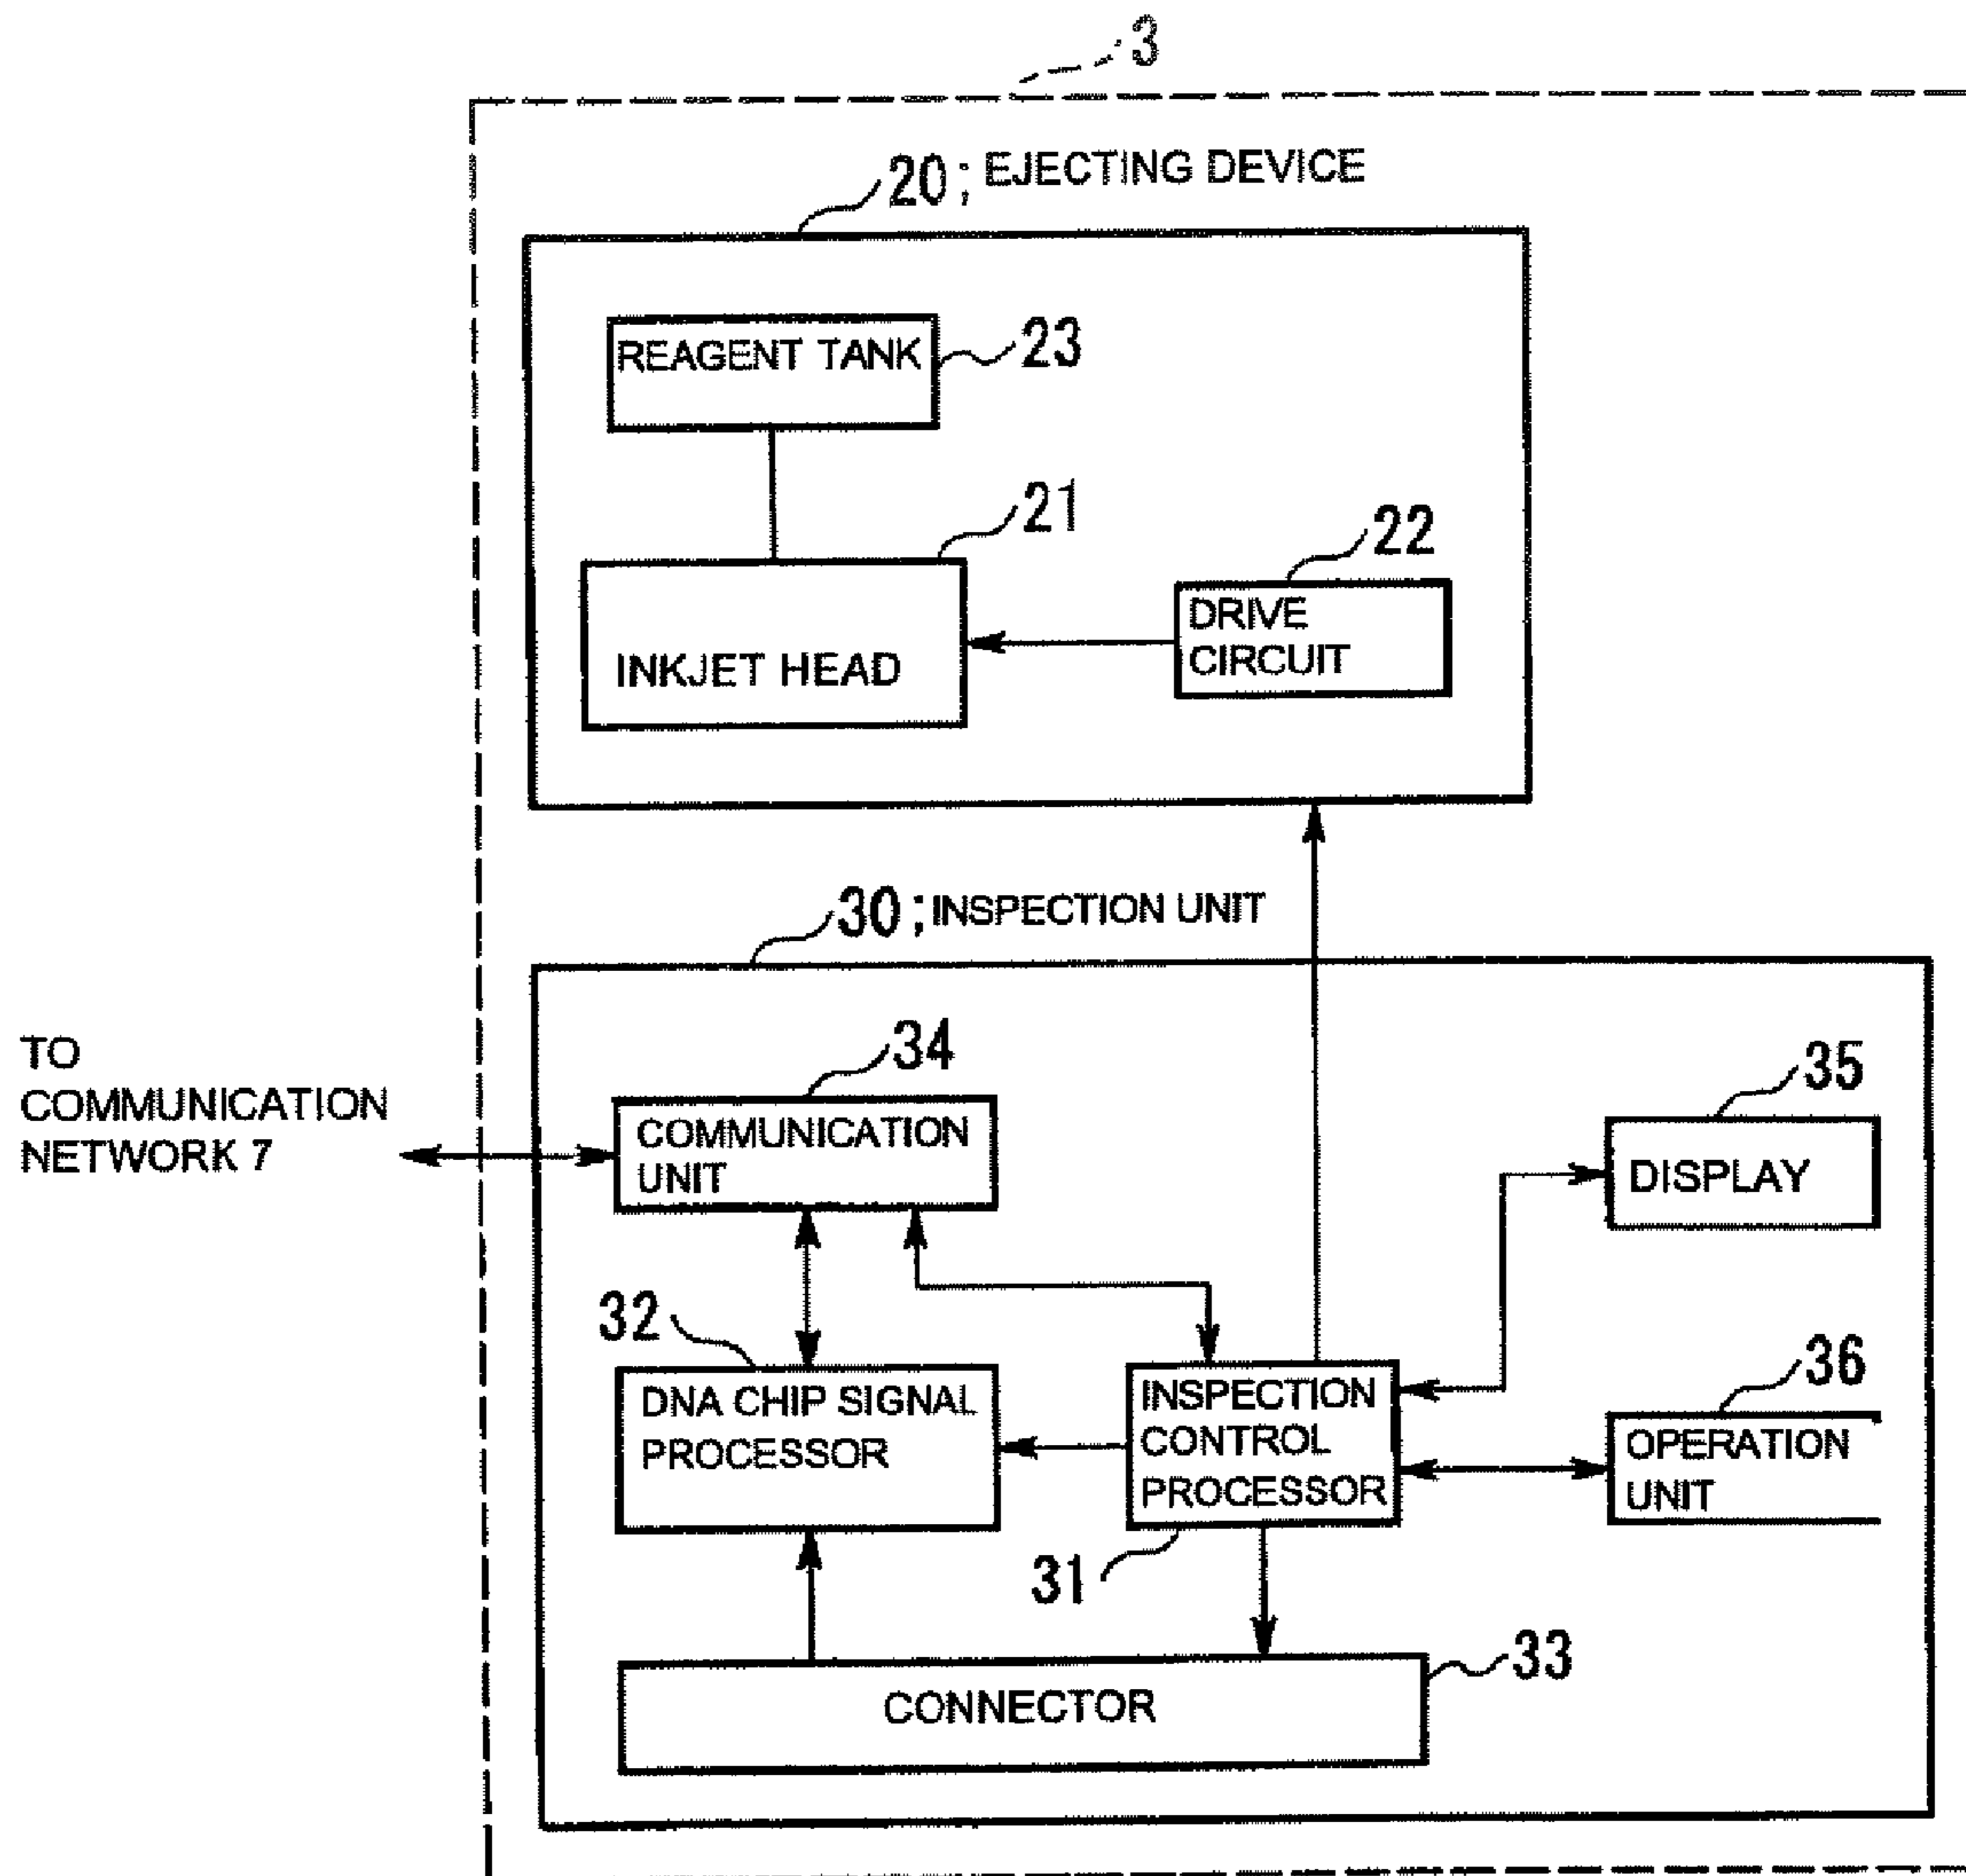 3
20; EJECTING DEVICE
REAGENT TANK
23
21
22
INKJET HEAD
DRIVE
CIRCUIT
30; INSPECTION UNIT
TO
COMMUNICATION
NETWORK 7
34
COMMUNICATION
UNIT
35
DISPLAY
32
DNA CHIP SIGNAL
PROCESSOR
INSPECTION
CONTROL
PROCESSOR
31
36
OPERATION
UNIT
33
CONNECTOR